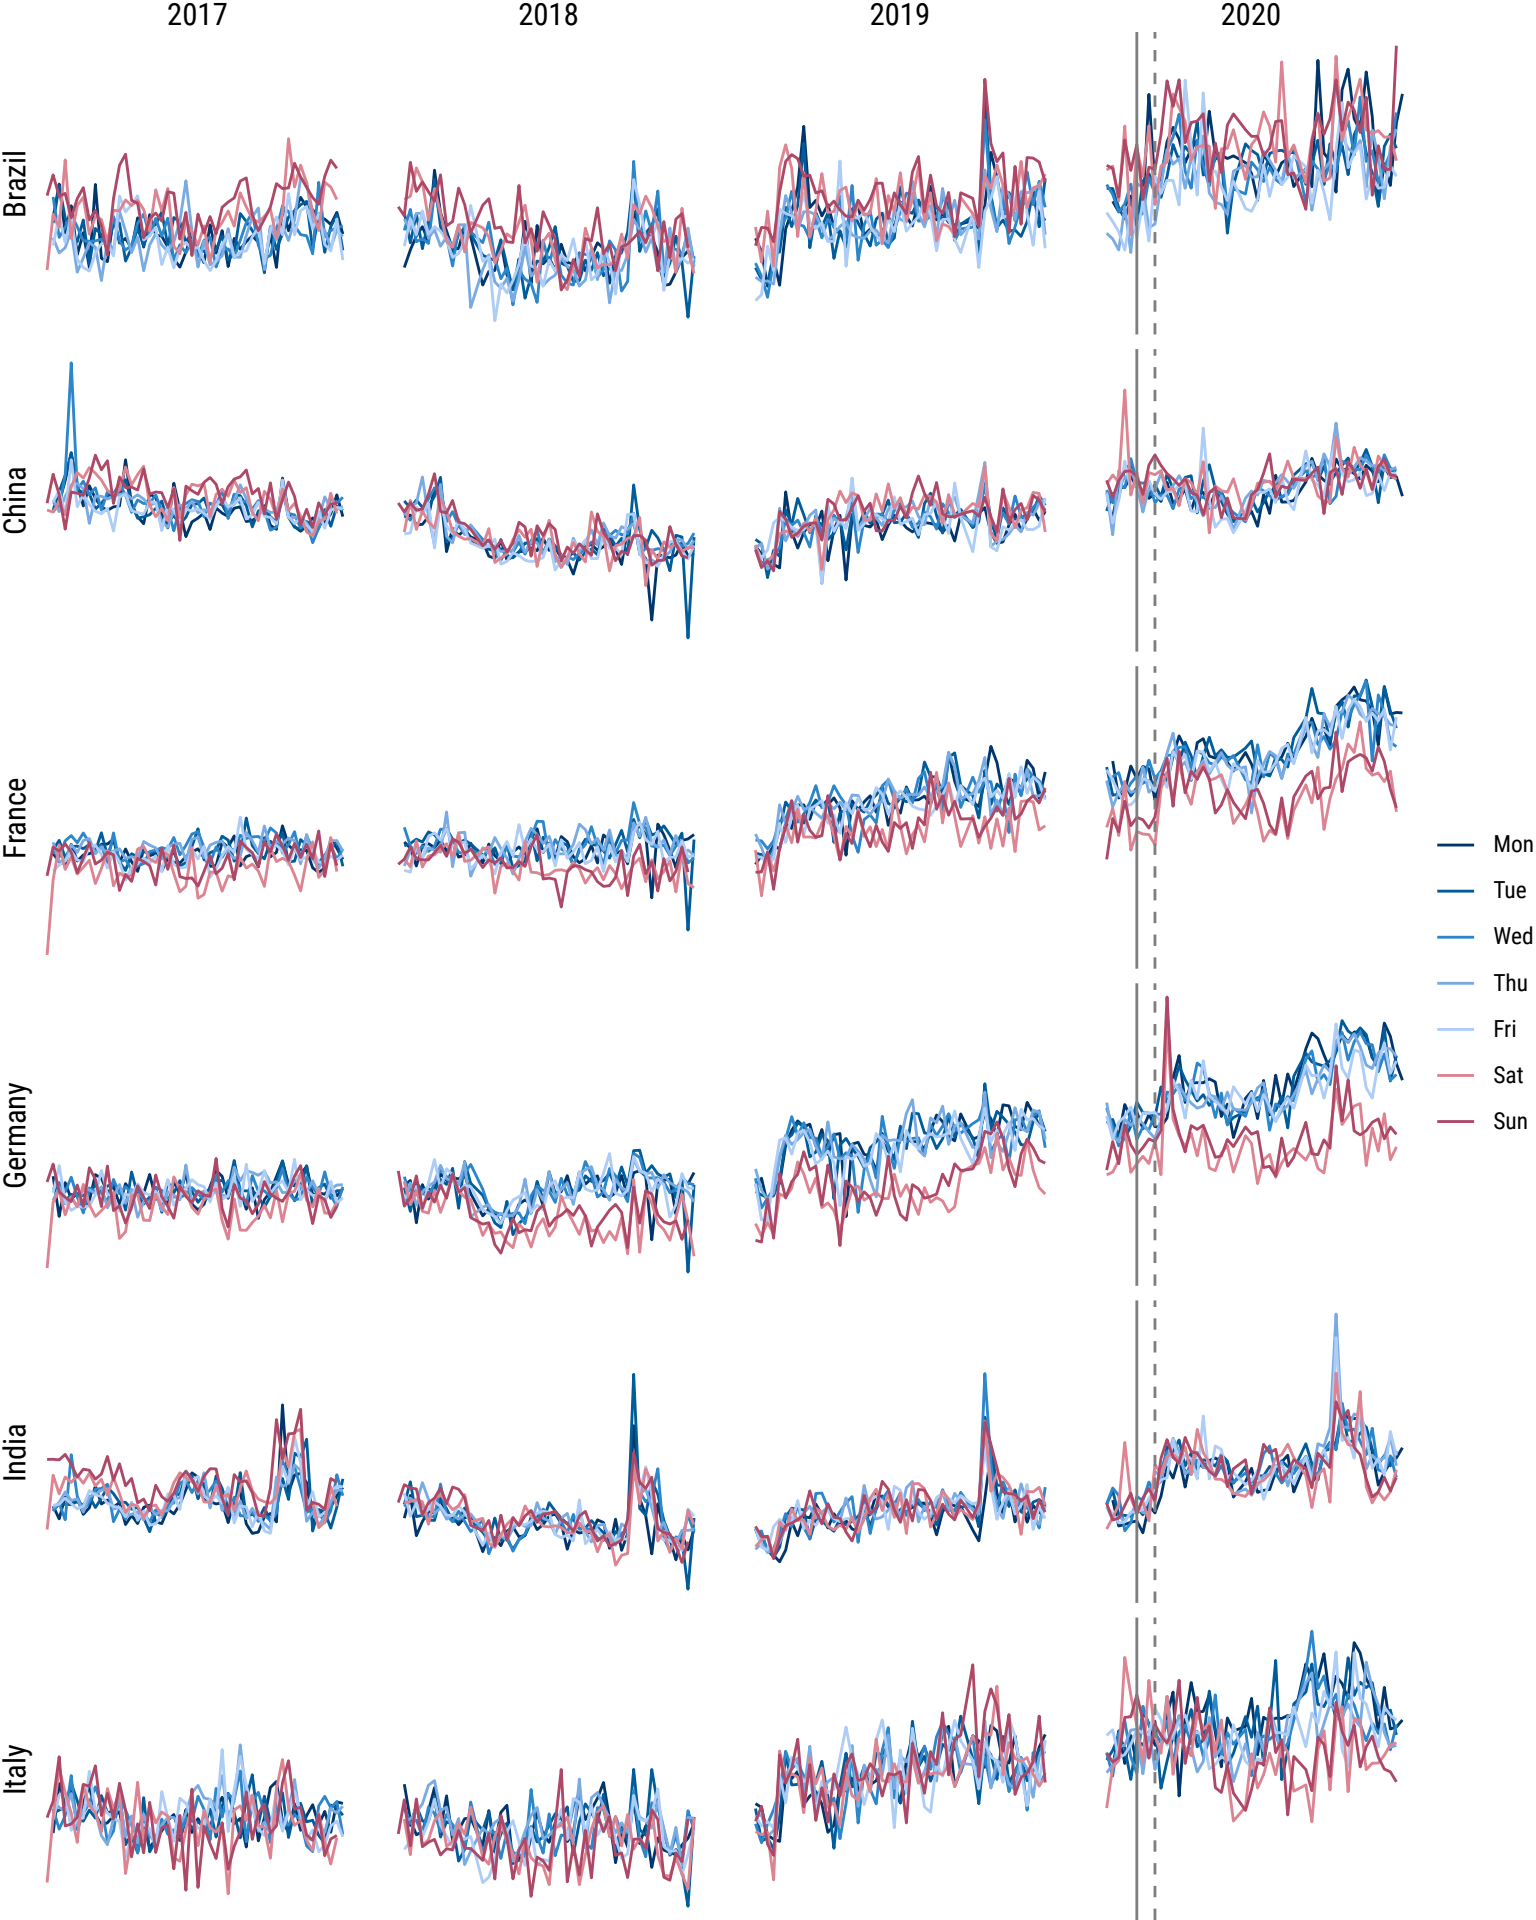 2017 2018 2019 2020
Brazil
China
France
Germany
India
Italy
Mon
Tue
Wed
Thu
Fri
Sat
Sun